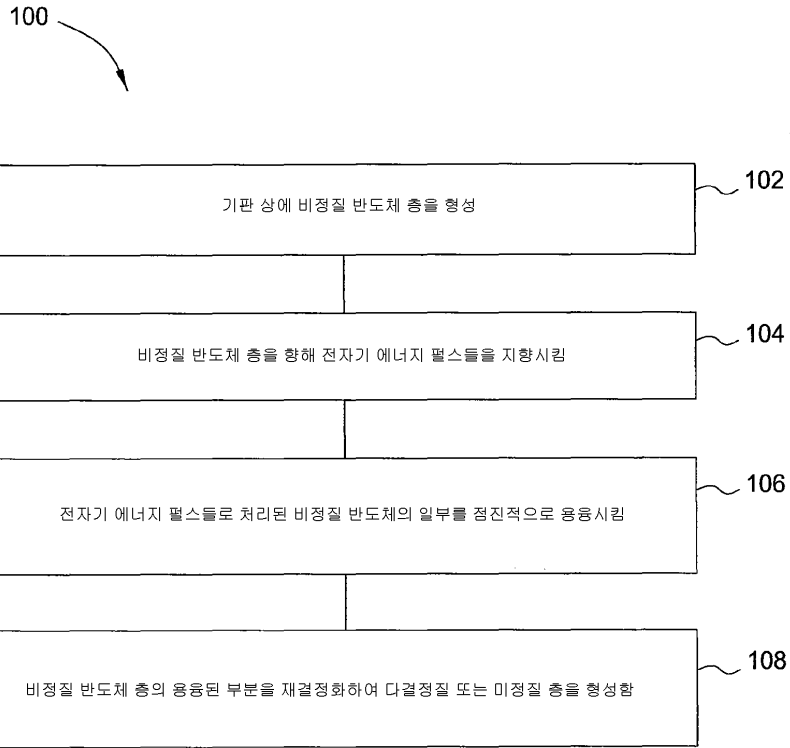 100
기판 상에 비정질 반도체 층을 형성
102
비정질 반도체 층을 향해 전자기 에너지 펄스들을 지향시킴
104
전자기 에너지 펄스들로 처리된 비정질 반도체의 일부를 점진적으로 용융시킴
106
비정질 반도체 층의 용융된 부분을 재결정화하여 다결정질 또는 미정질 층을 형성함
108